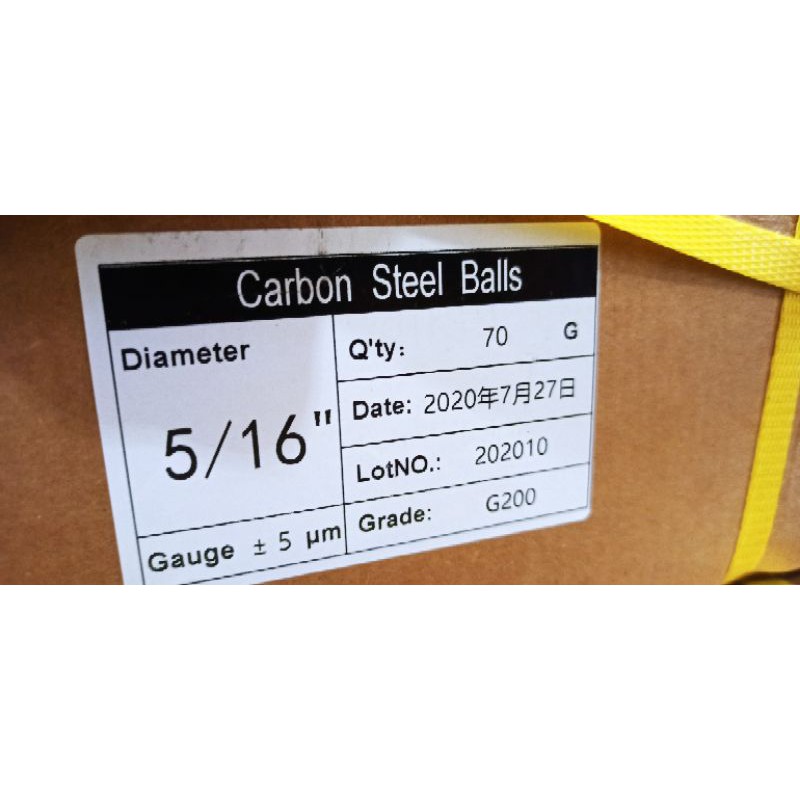 Carbon Steel Balls
Diameter
5/16"
Gauge ± 5 μm
Q'ty: 70 G
Date: 2020年7月27日
LotNO.: 202010
Grade: G200